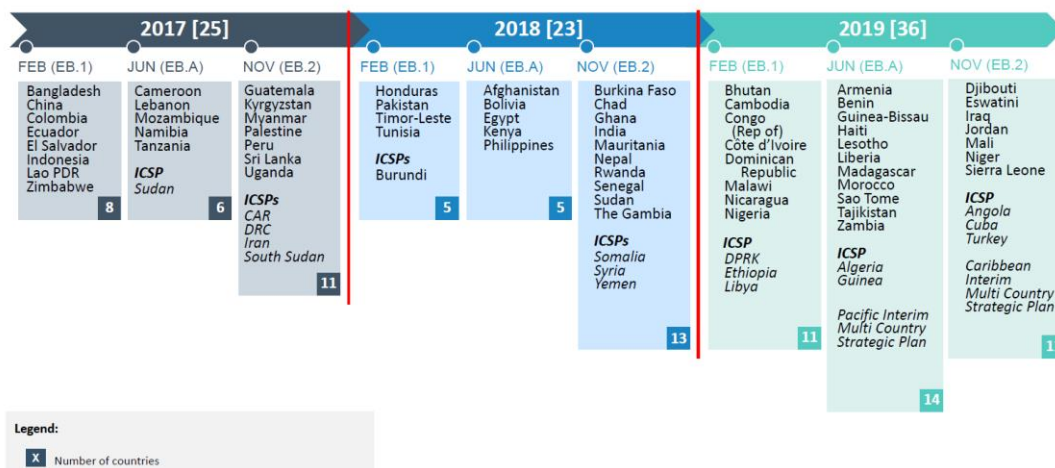 2017 [25]
FEB (EB.1)
Bangladesh
China
Colombia
Ecuador
El Salvador
Indonesia
Lao PDR
Zimbabwe
8
JUN (EB.A)
Cameroon
Lebanon
Mozambique
Namibia
Tanzania
ICSP
Sudan
6
NOV (EB.2)
Guatemala
Kyrgyzstan
Myanmar
Palestine
Peru
Sri Lanka
Uganda
ICSPs
CAR
DRC
Iran
South Sudan
11
2018 [23]
FEB (EB.1)
Honduras
Pakistan
Timor-Leste
Tunisia
ICSPs
Burundi
5
JUN (EB.A)
Afghanistan
Bolivia
Egypt
Kenya
Philippines
5
NOV (EB.2)
Burkina Faso
Chad
Ghana
India
Mauritania
Nepal
Rwanda
Senegal
Sudan
The Gambia
ICSPs
Somalia
Syria
Yemen
13
2019 [36]
FEB (EB.1)
Bhutan
Cambodia
Congo
(Rep of)
Côte d'Ivoire
Dominican
Republic
Malawi
Nicaragua
Nigeria
ICSP
DPRK
Ethiopia
Libya
11
JUN (EB.A)
Armenia
Benin
Guinea-Bissau
Haiti
Lesotho
Liberia
Madagascar
Morocco
Sao Tome
Tajikistan
Zambia
ICSP
Algeria
Guinea
Pacific Interim
Multi Country
Strategic Plan
14
NOV (EB.2)
Djibouti
Eswatini
Iraq
Jordan
Mali
Niger
Sierra Leone
ICSP
Angola
Cuba
Turkey
Caribbean
Interim
Multi Country
Strategic Plan
Legend:
X Number of countries